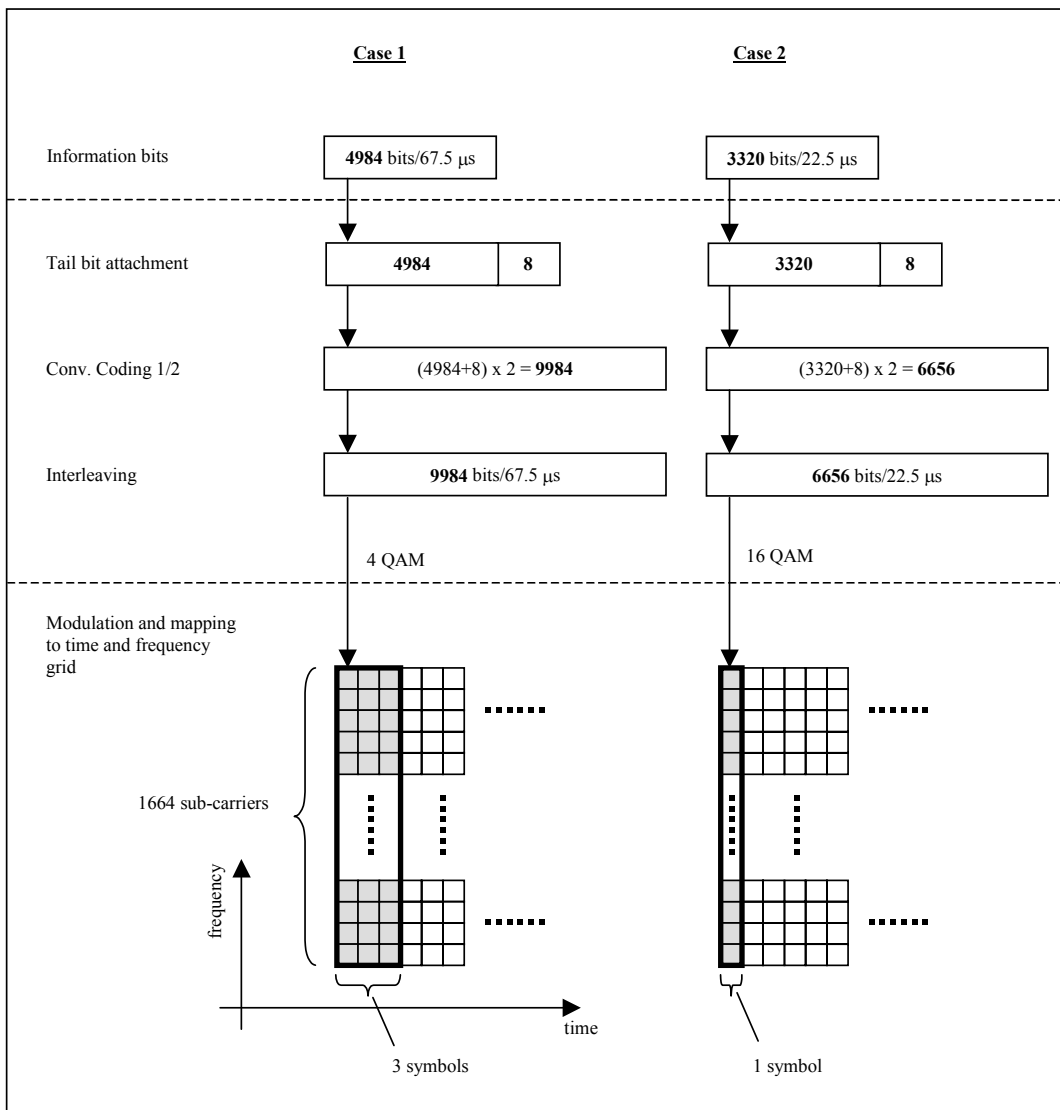 Case 1
Case 2
Information bits
4984 bits/67.5 μs
3320 bits/22.5 μs
Tail bit attachment
4984
8
3320
8
Conv. Coding 1/2
(4984+8) x 2 = 9984
(3320+8) x 2 = 6656
Interleaving
9984 bits/67.5 μs
6656 bits/22.5 μs
4 QAM
16 QAM
Modulation and mapping
to time and frequency
grid
1664 sub-carriers
frequency
time
3 symbols
1 symbol